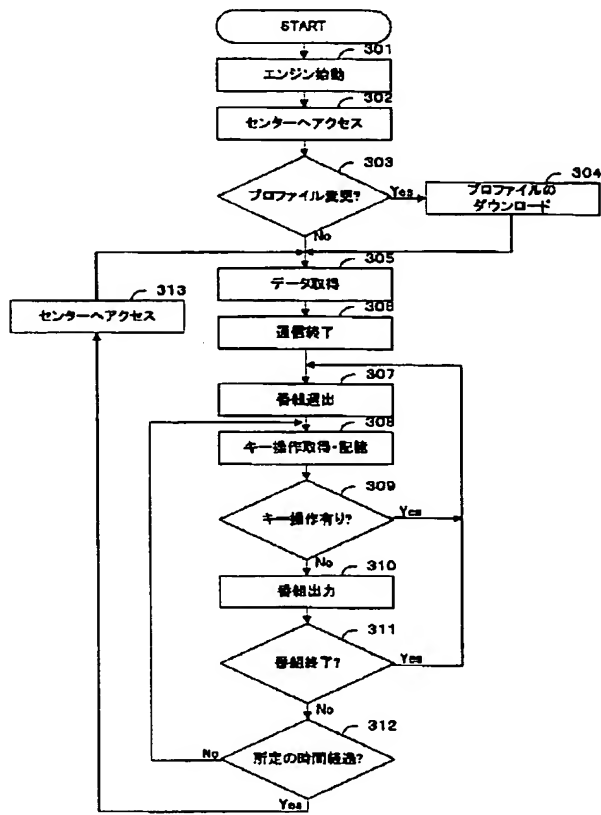 START
301
エンジン始動
302
センターへアクセス
303
プロファイル変更?
Yes
304
プロファイルの
ダウンロード
No
305
データ取得
313
センターへアクセス
306
通信終了
307
番組選出
308
キー操作取得・記憶
309
キー操作有り?
Yes
No
310
番組出力
311
番組終了?
Yes
No
312
所定の時間経過?
No
Yes